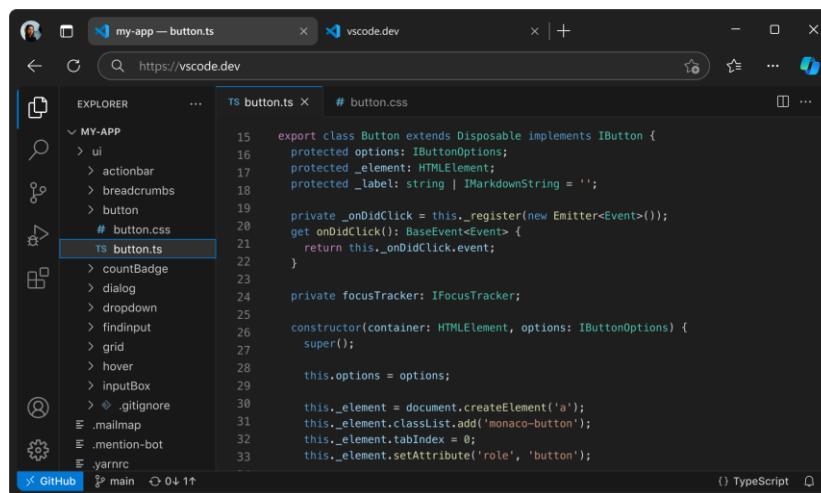 my-app — button.ts
vscode.dev
https://vscode.dev
EXPLORER
MY-APP
ui
actionbar
breadcrumbs
button
# button.css
TS button.ts
countBadge
dialog
dropdown
findinput
grid
hover
inputBox
.gitignore
.mailmap
.mention-bot
.yarnrc
TS button.ts
# button.css
15 export class Button extends Disposable implements IButton {
16 protected options: IButtonOptions;
17 protected _element: HTMLElement;
18 protected _label: string | IMarkdownString = '';
19
20 private _onDidClick = this._register(new Emitter<Event>());
21 get onDidClick(): BaseEvent<Event> {
22 return this._onDidClick.event;
23 }
24 private focusTracker: IFocusTracker;
25
26 constructor(container: HTMLElement, options: IButtonOptions) {
27 super();
28
29 this.options = options;
30 this._element = document.createElement('a');
31 this._element.classList.add('monaco-button');
32 this._element.tabIndex = 0;
33 this._element.setAttribute('role', 'button');
GitHub
main
0↓ 1↑
{} TypeScript